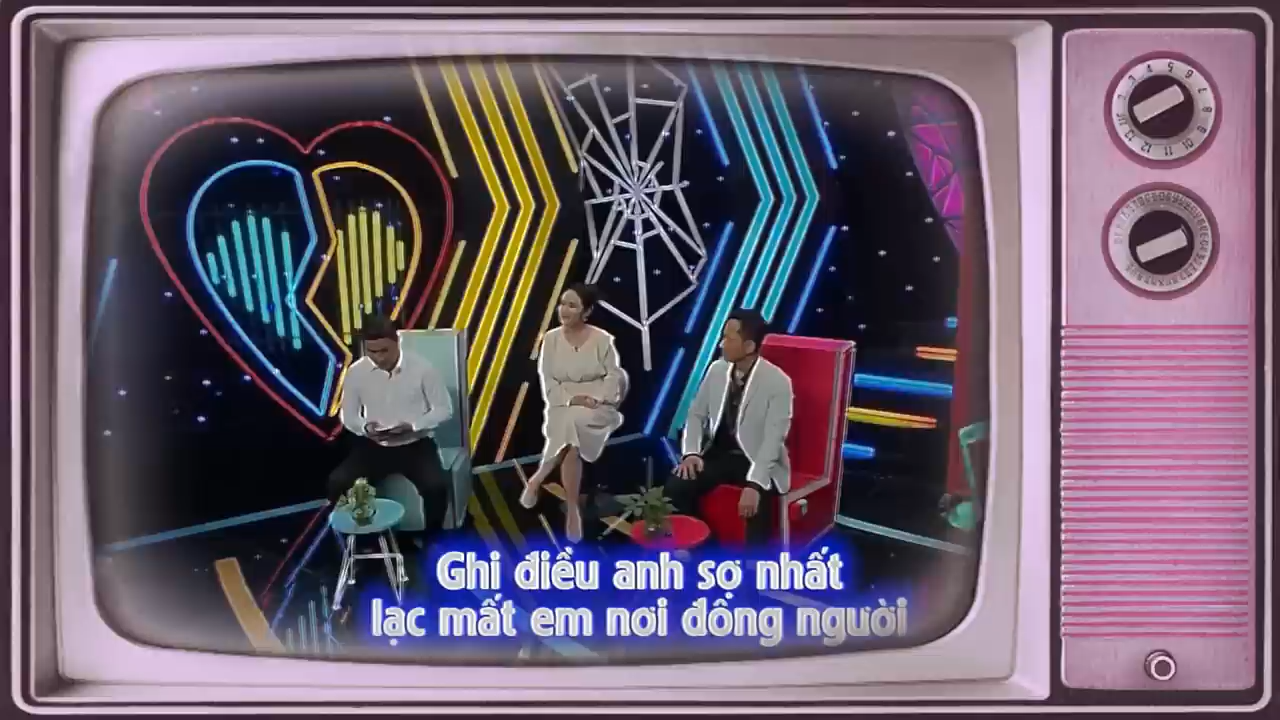 Ghi điều anh sợ nhất
lạc mất em nơi đông người